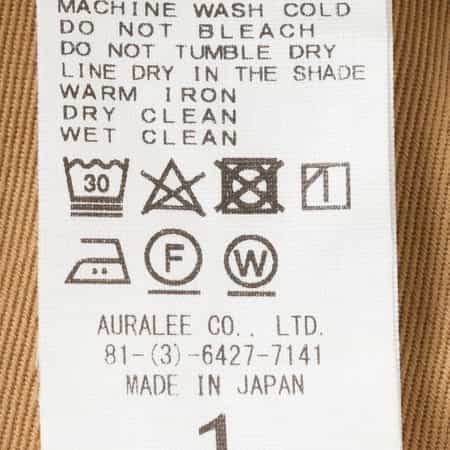 MACHINE WASH COLD
DO NOT BLEACH
DO NOT TUMBLE DRY
LINE DRY IN THE SHADE
WARM IRON
DRY CLEAN
WET CLEAN
30
F W
AURALEE CO., LTD.
81-(3)-6427-7141
MADE IN JAPAN
1